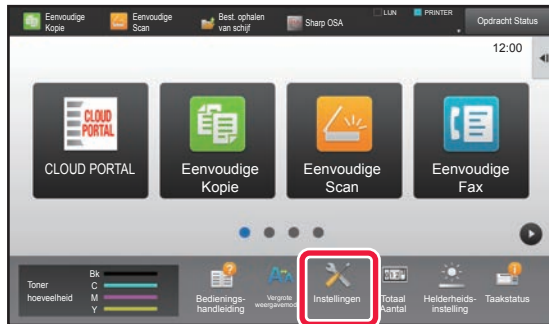 Eenvoudige Kopie
Eenvoudige Scan
Best. ophalen van schijf
Sharp OSA
LIJN
PRINTER
Opdracht Status
12:00
CLOUD PORTAL
CLOUD PORTAL
Eenvoudige Kopie
Eenvoudige Scan
Eenvoudige Fax
Toner hoeveelheid
Bk
C
M
Y
Bedienings-handleiding
Vergrote weergavemod
Instellingen
Totaal Aantal
Helderheids-instelling
Taakstatus